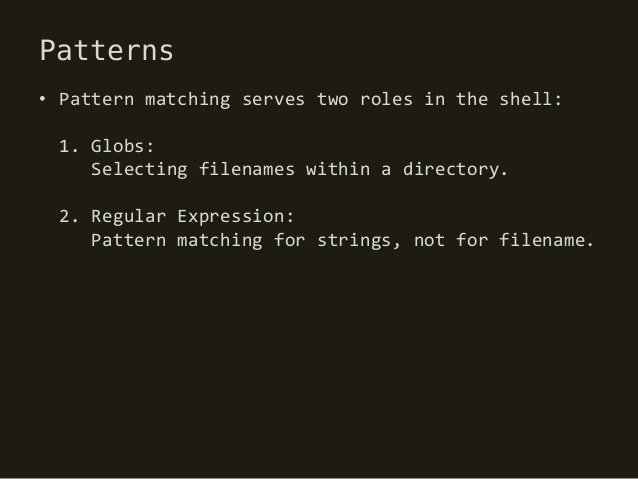 Patterns
• Pattern matching serves two roles in the shell:
1. Globs:
Selecting filenames within a directory.
2. Regular Expression:
Pattern matching for strings, not for filename.